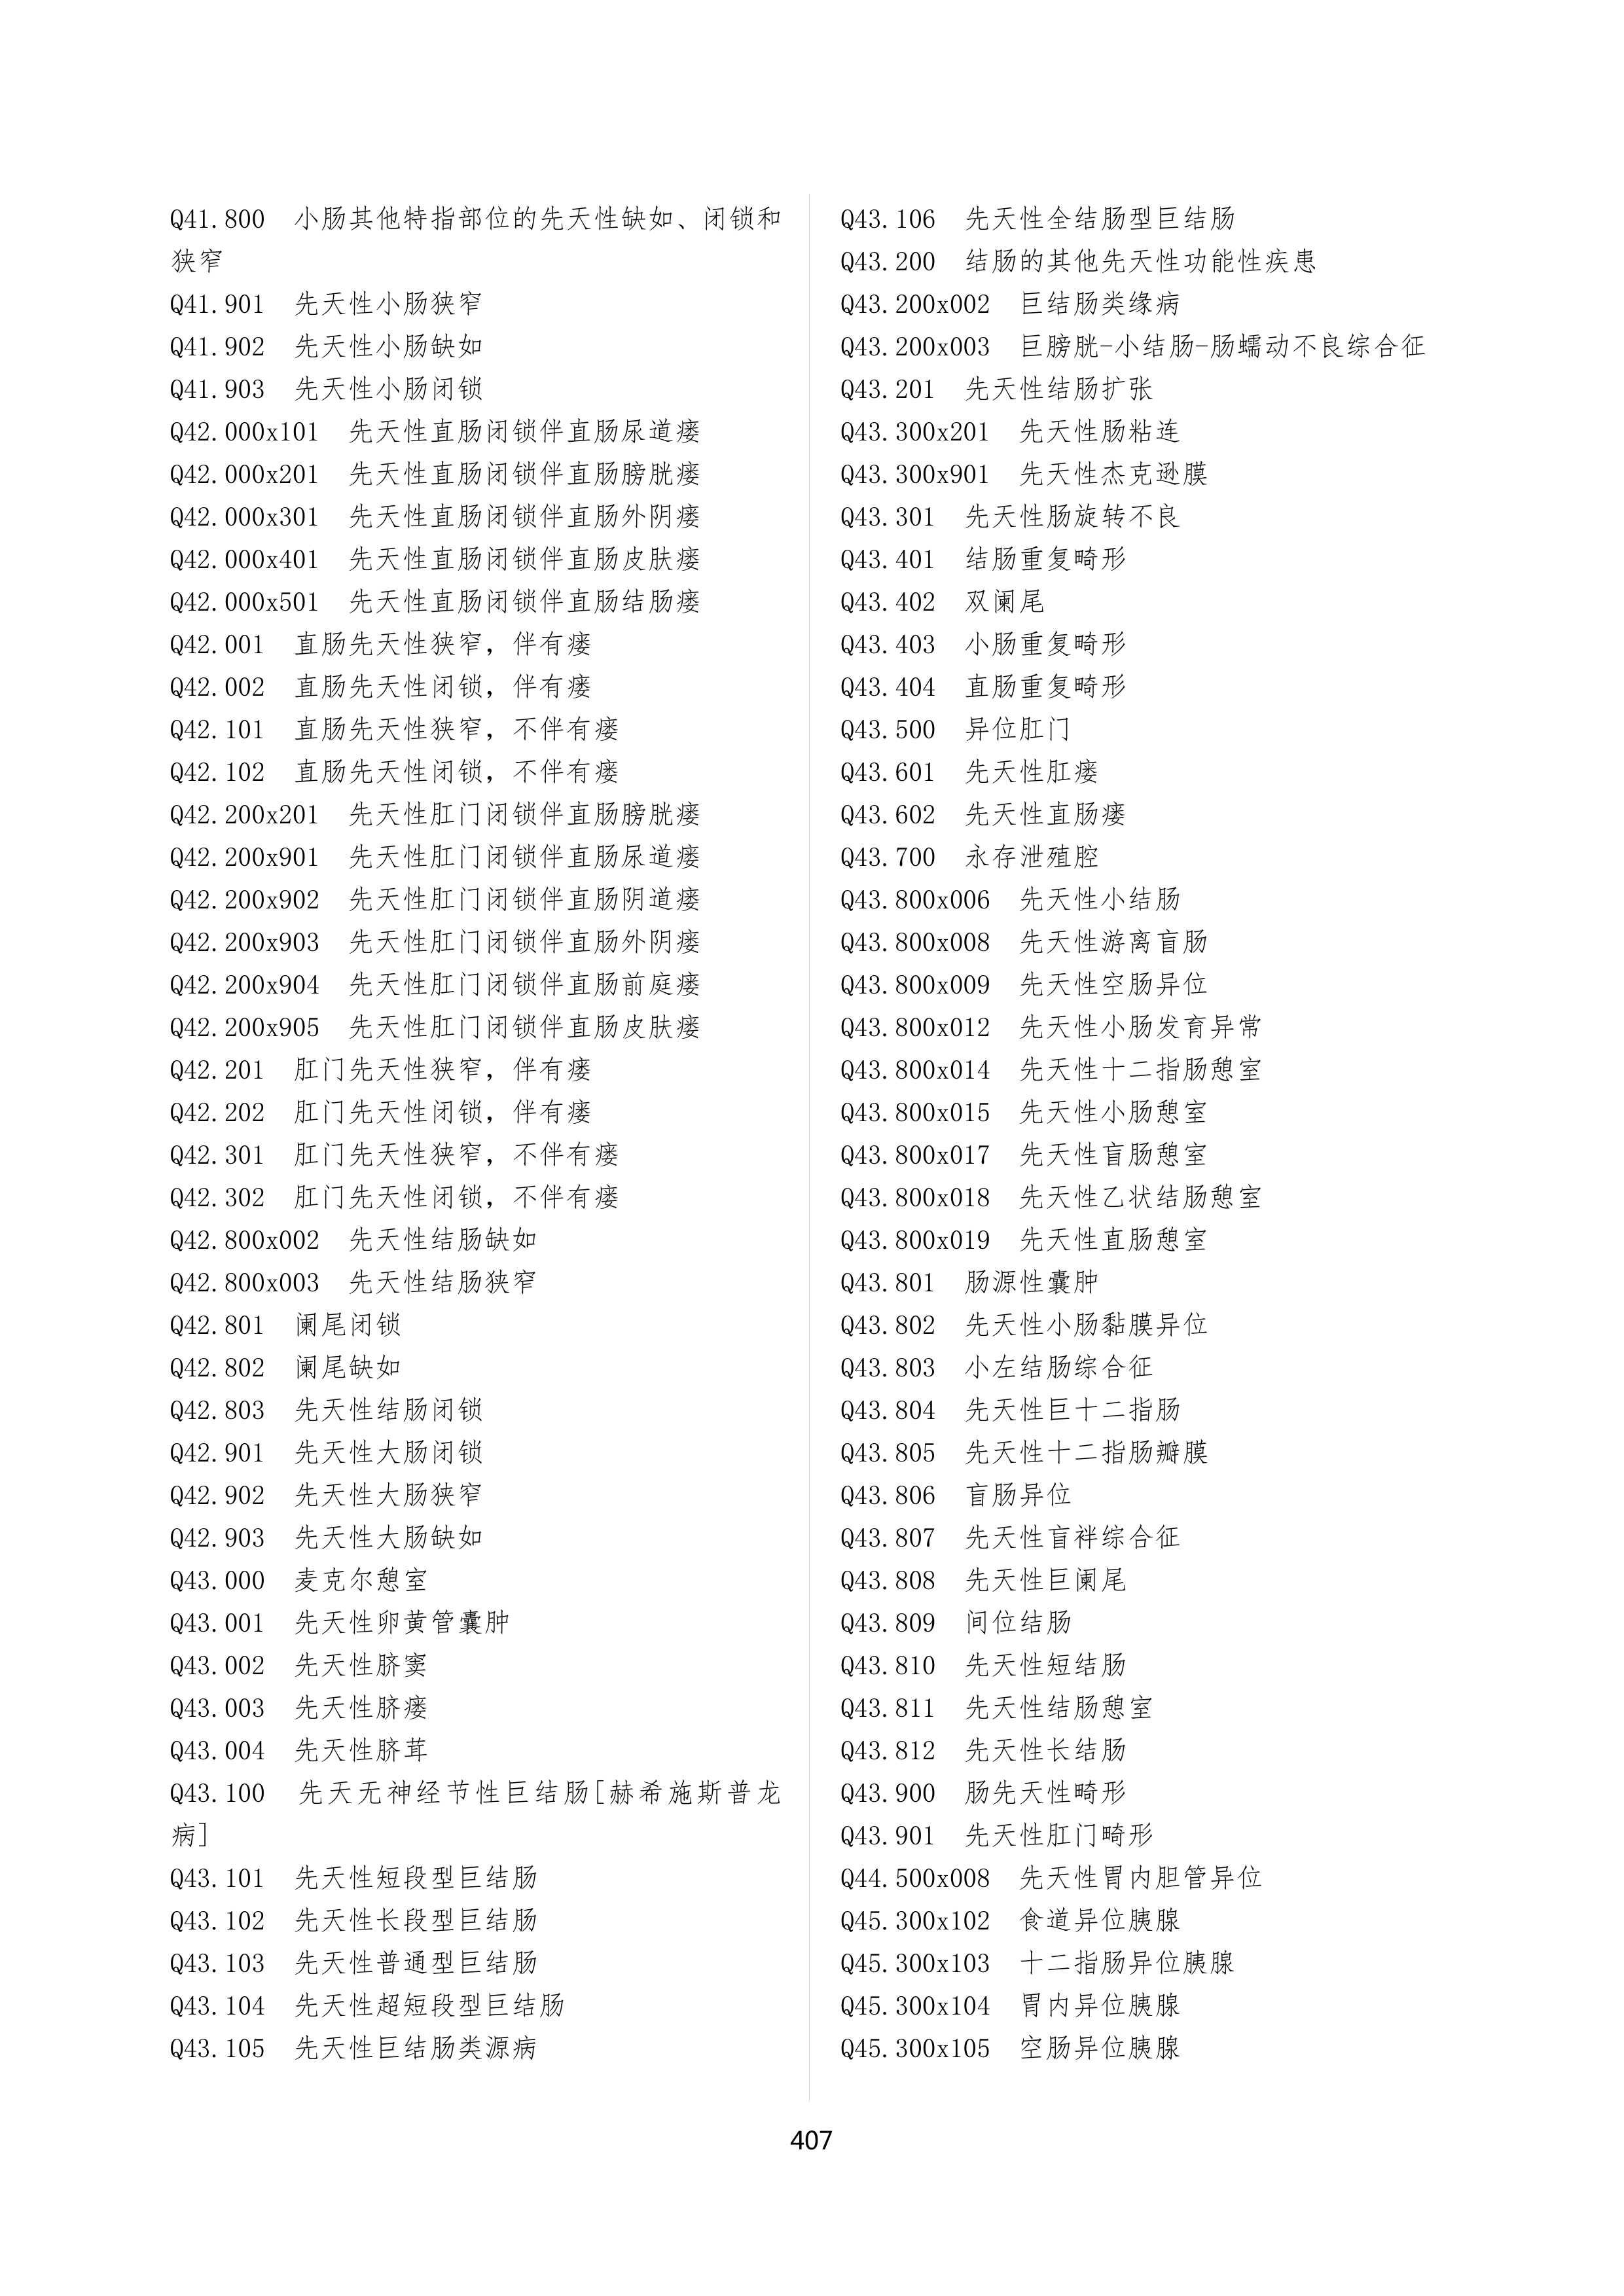 Q41.800 小肠其他特指部位的先天性缺如、闭锁和
狭窄
Q41.901 先天性小肠狭窄
Q41.902 先天性小肠缺如
Q41.903 先天性小肠闭锁
Q42.000x101 先天性直肠闭锁伴直肠尿道瘘
Q42.000x201 先天性直肠闭锁伴直肠膀胱瘘
Q42.000x301 先天性直肠闭锁伴直肠外阴瘘
Q42.000x401 先天性直肠闭锁伴直肠皮肤瘘
Q42.000x501 先天性直肠闭锁伴直肠结肠瘘
Q42.001 直肠先天性狭窄，伴有瘘
Q42.002 直肠先天性闭锁，伴有瘘
Q42.101 直肠先天性狭窄，不伴有瘘
Q42.102 直肠先天性闭锁，不伴有瘘
Q42.200x201 先天性肛门闭锁伴直肠膀胱瘘
Q42.200x901 先天性肛门闭锁伴直肠尿道瘘
Q42.200x902 先天性肛门闭锁伴直肠阴道瘘
Q42.200x903 先天性肛门闭锁伴直肠外阴瘘
Q42.200x904 先天性肛门闭锁伴直肠前庭瘘
Q42.200x905 先天性肛门闭锁伴直肠皮肤瘘
Q42.201 肛门先天性狭窄，伴有瘘
Q42.202 肛门先天性闭锁，伴有瘘
Q42.301 肛门先天性狭窄，不伴有瘘
Q42.302 肛门先天性闭锁，不伴有瘘
Q42.800x002 先天性结肠缺如
Q42.800x003 先天性结肠狭窄
Q42.801 阑尾闭锁
Q42.802 阑尾缺如
Q42.803 先天性结肠闭锁
Q42.901 先天性大肠闭锁
Q42.902 先天性大肠狭窄
Q42.903 先天性大肠缺如
Q43.000 麦克尔憩室
Q43.001 先天性卵黄管囊肿
Q43.002 先天性脐窦
Q43.003 先天性脐瘘
Q43.004 先天性脐茸
Q43.100 先天无神经节性巨结肠[赫希施斯普龙
病]
Q43.101 先天性短段型巨结肠
Q43.102 先天性长段型巨结肠
Q43.103 先天性普通型巨结肠
Q43.104 先天性超短段型巨结肠
Q43.105 先天性巨结肠类源病
Q43.106 先天性全结肠型巨结肠
Q43.200 结肠的其他先天性功能性疾患
Q43.200x002 巨结肠类缘病
Q43.200x003 巨膀胱-小结肠-肠蠕动不良综合征
Q43.201 先天性结肠扩张
Q43.300x201 先天性肠粘连
Q43.300x901 先天性杰克逊膜
Q43.301 先天性肠旋转不良
Q43.401 结肠重复畸形
Q43.402 双阑尾
Q43.403 小肠重复畸形
Q43.404 直肠重复畸形
Q43.500 异位肛门
Q43.601 先天性肛瘘
Q43.602 先天性直肠瘘
Q43.700 永存泄殖腔
Q43.800x006 先天性小结肠
Q43.800x008 先天性游离盲肠
Q43.800x009 先天性空肠异位
Q43.800x012 先天性小肠发育异常
Q43.800x014 先天性十二指肠憩室
Q43.800x015 先天性小肠憩室
Q43.800x017 先天性盲肠憩室
Q43.800x018 先天性乙状结肠憩室
Q43.800x019 先天性直肠憩室
Q43.801 肠源性囊肿
Q43.802 先天性小肠黏膜异位
Q43.803 小左结肠综合征
Q43.804 先天性巨十二指肠
Q43.805 先天性十二指肠瓣膜
Q43.806 盲肠异位
Q43.807 先天性盲袢综合征
Q43.808 先天性巨阑尾
Q43.809 间位结肠
Q43.810 先天性短结肠
Q43.811 先天性结肠憩室
Q43.812 先天性长结肠
Q43.900 肠先天性畸形
Q43.901 先天性肛门畸形
Q44.500x008 先天性胃内胆管异位
Q45.300x102 食道异位胰腺
Q45.300x103 十二指肠异位胰腺
Q45.300x104 胃内异位胰腺
Q45.300x105 空肠异位胰腺
407